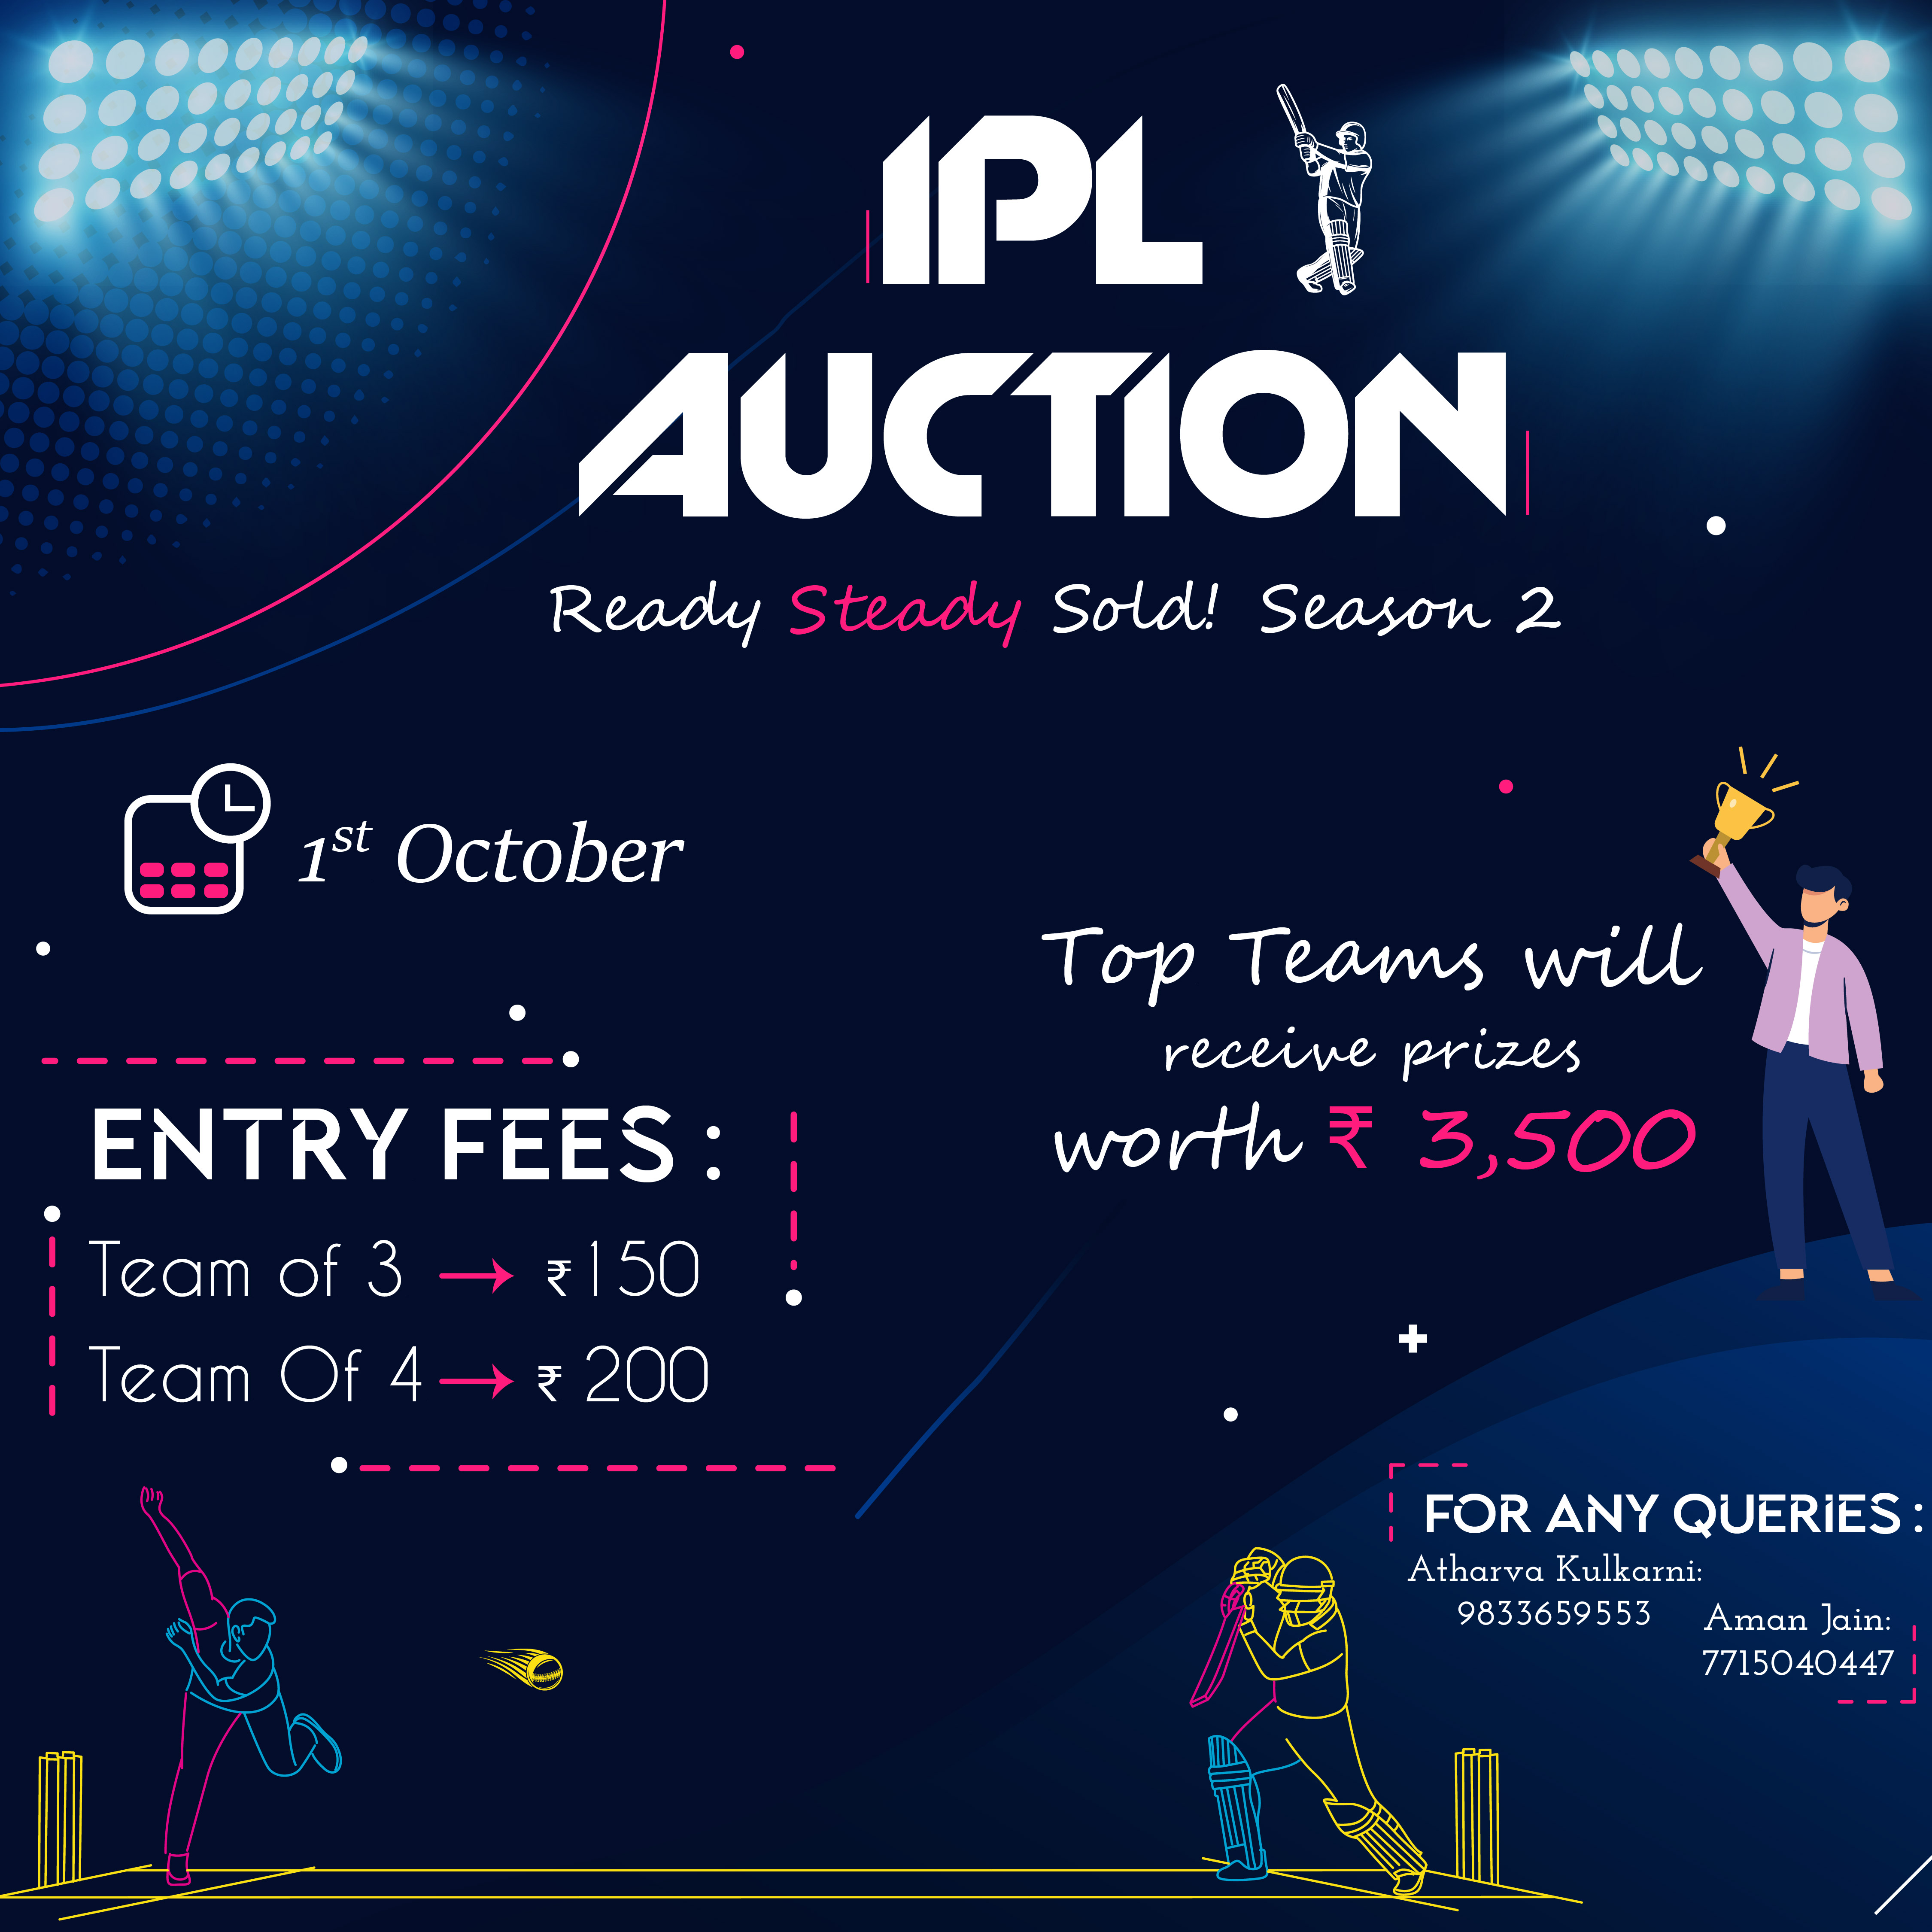 IPL
AUCTION
Ready Steady Sold! Season 2
1st October
Top Teams will
receive prizes
worth ₹ 3,500
ENTRY FEES :
Team of 3 → ₹150
Team Of 4 → ₹ 200
FOR ANY QUERIES :
Atharva Kulkarni:
9833659553
Aman Jain:
7715040447